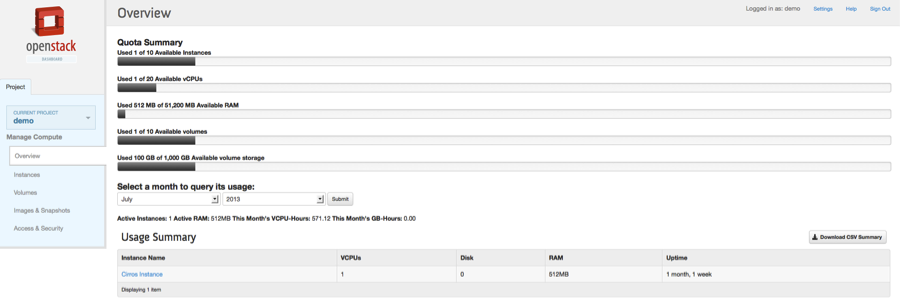 openstack
DASHBOARD
Project
CURRENT PROJECT
demo
Manage Compute
Overview
Instances
Volumes
Images & Snapshots
Access & Security
Overview
Logged in as: demo Settings Help Sign Out
Quota Summary
Used 1 of 10 Available Instances
Used 1 of 20 Available vCPUs
Used 512 MB of 51,200 MB Available RAM
Used 1 of 10 Available volumes
Used 100 GB of 1,000 GB Available volume storage
Select a month to query its usage:
July 2013 Submit
Active Instances: 1 Active RAM: 512MB This Month's VCPU-Hours: 571.12 This Month's GB-Hours: 0.00
Usage Summary Download CSV Summary
Instance Name VCPUs Disk RAM Uptime
Cirros Instance 1 0 512MB 1 month, 1 week
Displaying 1 item